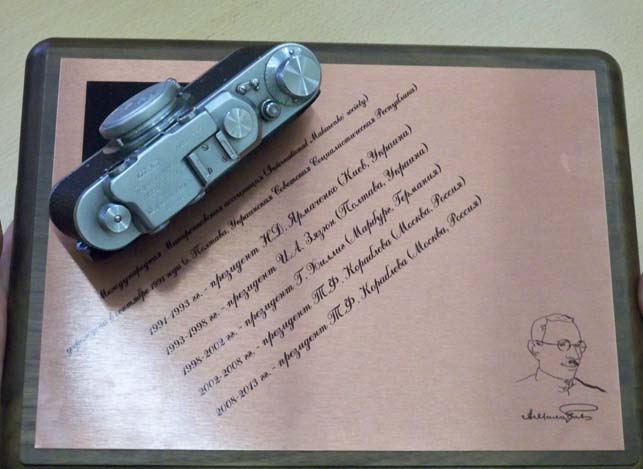 Международная Макаренковская ассоциация (International Makarenko society)
учреждена сентября 1991 года (г. Полтава, Украинская Советская Социалистическая Республика)
1991-1993 гг. - президент Н.Д. Ярмаченко (Киев, Украина)
1993-1998 гг. - президент И.А. Зязюн (Полтава, Украина)
1998-2002 гг. - президент Г. Хиллиг (Марбург, Германия)
2002-2008 гг. - президент Т.Ф. Кораблева (Москва, Россия)
2008-2013 гг. - президент Т.Ф. Кораблева (Москва, Россия)